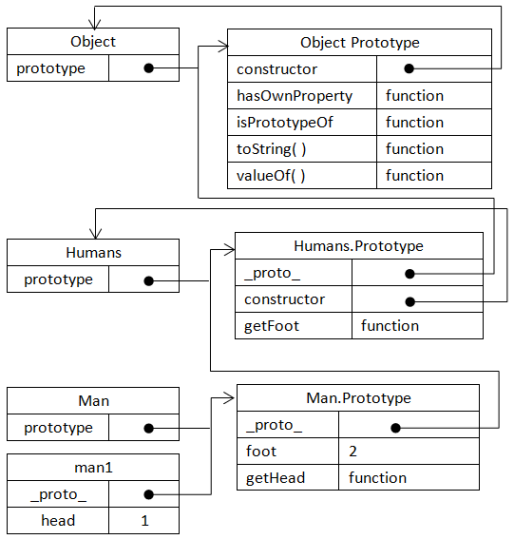 Object
prototype
Object Prototype
constructor
hasOwnProperty function
isPrototypeOf function
toString( ) function
valueOf( ) function
Humans
prototype
Humans.Prototype
_proto_
constructor
getFoot function
Man
prototype
Man.Prototype
_proto_
foot 2
getHead function
man1
_proto_
head 1